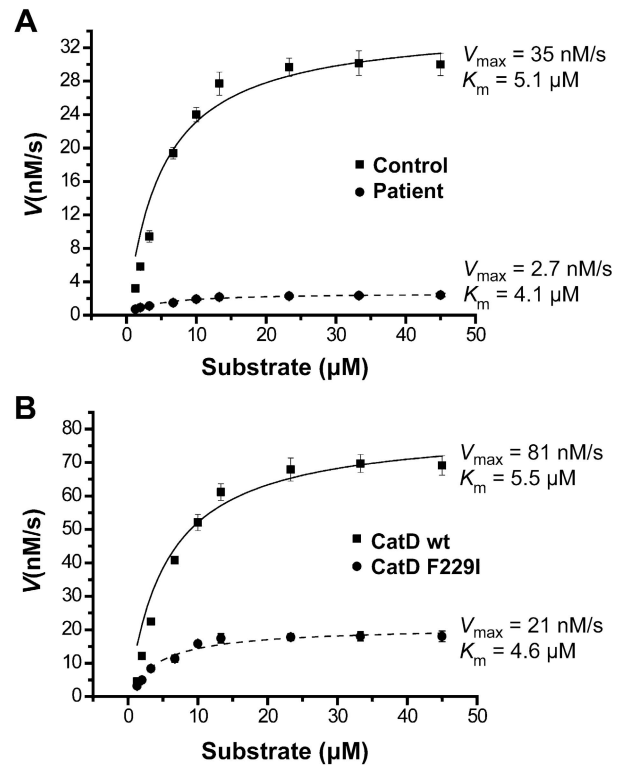 A
32
28
24
20
16
12
8
4
0
V(nM/s)
Vmax = 35 nM/s
Km = 5.1 µM
Control
Patient
Vmax = 2.7 nM/s
Km = 4.1 µM
0 10 20 30 40 50
Substrate (µM)
B
80
70
60
50
40
30
20
10
0
V(nM/s)
Vmax = 81 nM/s
Km = 5.5 µM
CatD wt
CatD F229I
Vmax = 21 nM/s
Km = 4.6 µM
0 10 20 30 40 50
Substrate (µM)